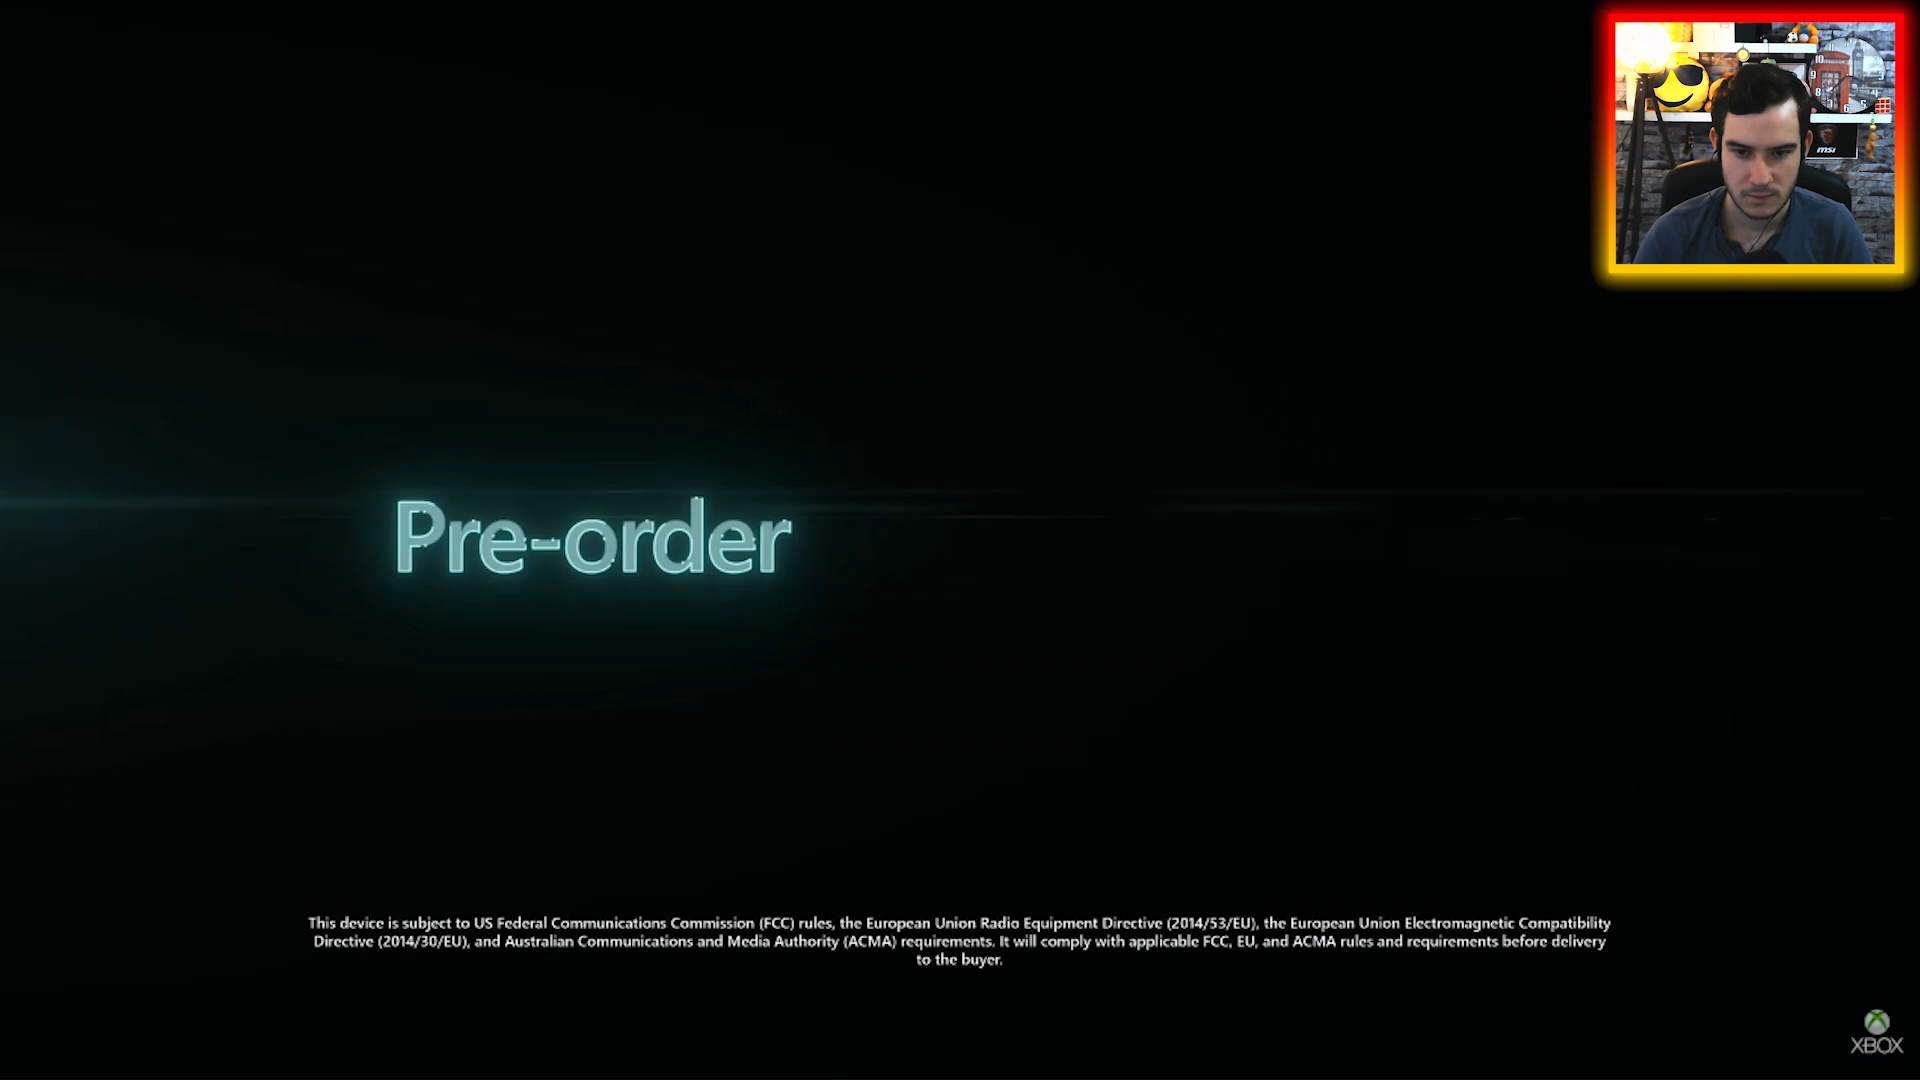 msi
Pre-order
This device is subject to US Federal Communications Commission (FCC) rules, the European Union Radio Equipment Directive (2014/53/EU), the European Union Electromagnetic Compatibility
Directive (2014/30/EU), and Australian Communications and Media Authority (ACMA) requirements. It will comply with applicable FCC, EU, and ACMA rules and requirements before delivery
to the buyer.
XBOX